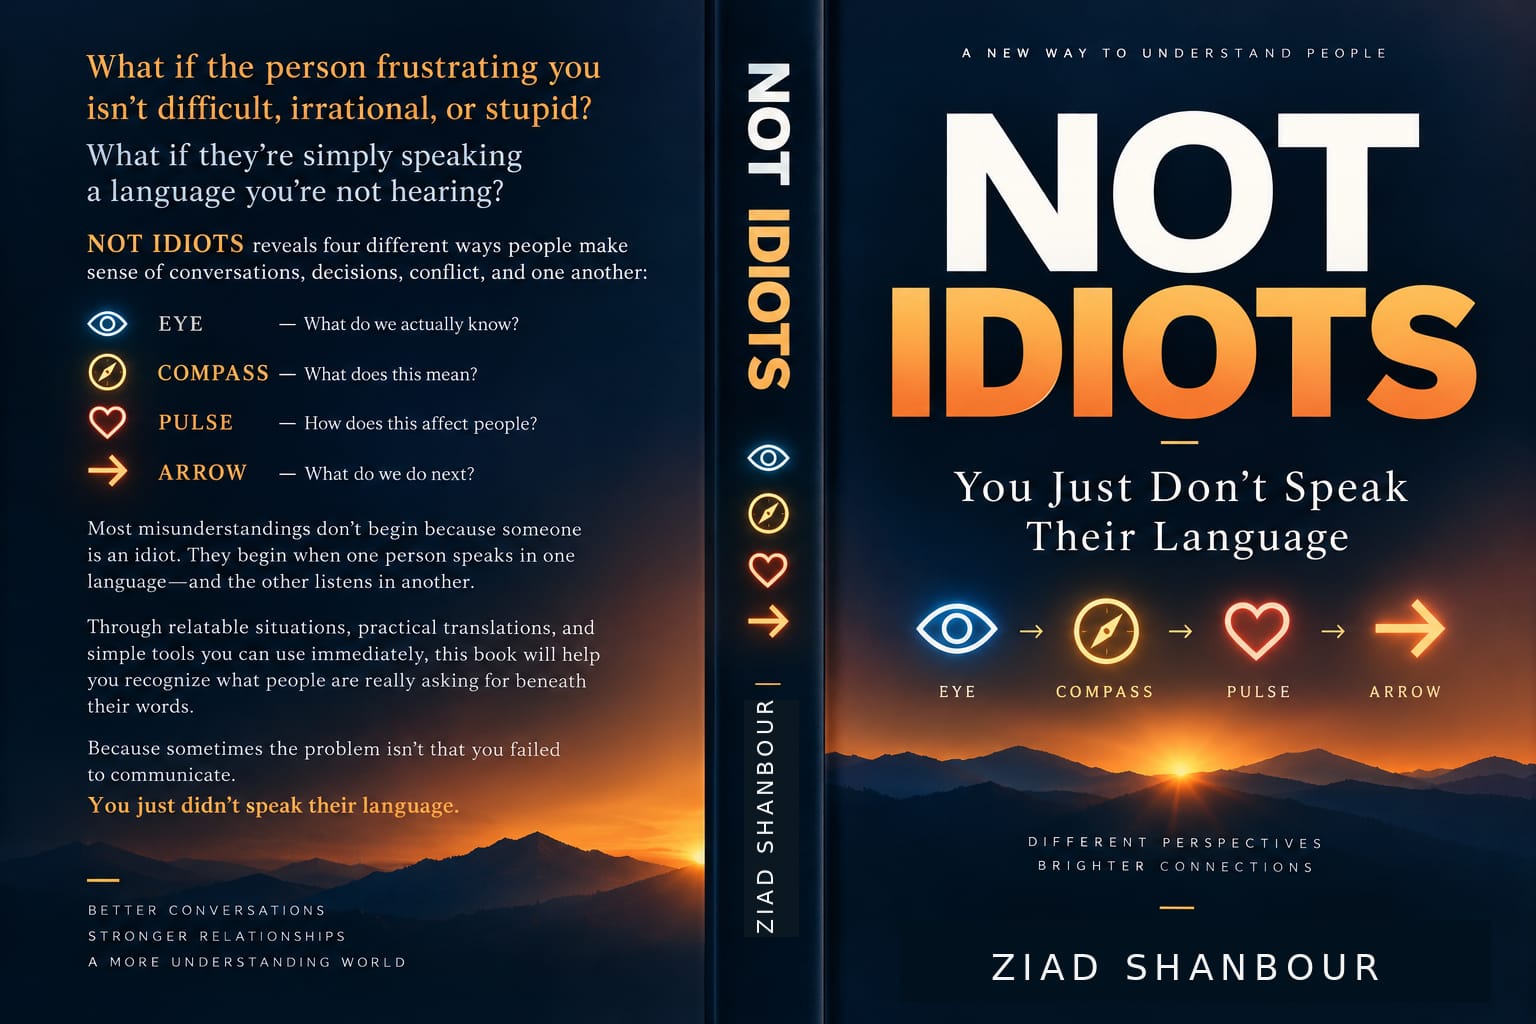 What if the person frustrating you
isn’t difficult, irrational, or stupid?
What if they’re simply speaking
a language you’re not hearing?
NOT IDIOTS reveals four different ways people make
sense of conversations, decisions, conflict, and one another:
EYE — What do we actually know?
COMPASS — What does this mean?
PULSE — How does this affect people?
ARROW — What do we do next?
Most misunderstandings don’t begin because someone
is an idiot. They begin when one person speaks in one
language—and the other listens in another.
Through relatable situations, practical translations, and
simple tools you can use immediately, this book will help
you recognize what people are really asking for beneath
their words.
Because sometimes the problem isn’t that you failed
to communicate.
You just didn’t speak their language.
BETTER CONVERSATIONS
STRONGER RELATIONSHIPS
A MORE UNDERSTANDING WORLD
NOT IDIOTS
ZIAD SHANBOUR
A NEW WAY TO UNDERSTAND PEOPLE
NOT
IDIOTS
You Just Don’t Speak
Their Language
EYE → COMPASS → PULSE → ARROW
DIFFERENT PERSPECTIVES
BRIGHTER CONNECTIONS
ZIAD SHANBOUR